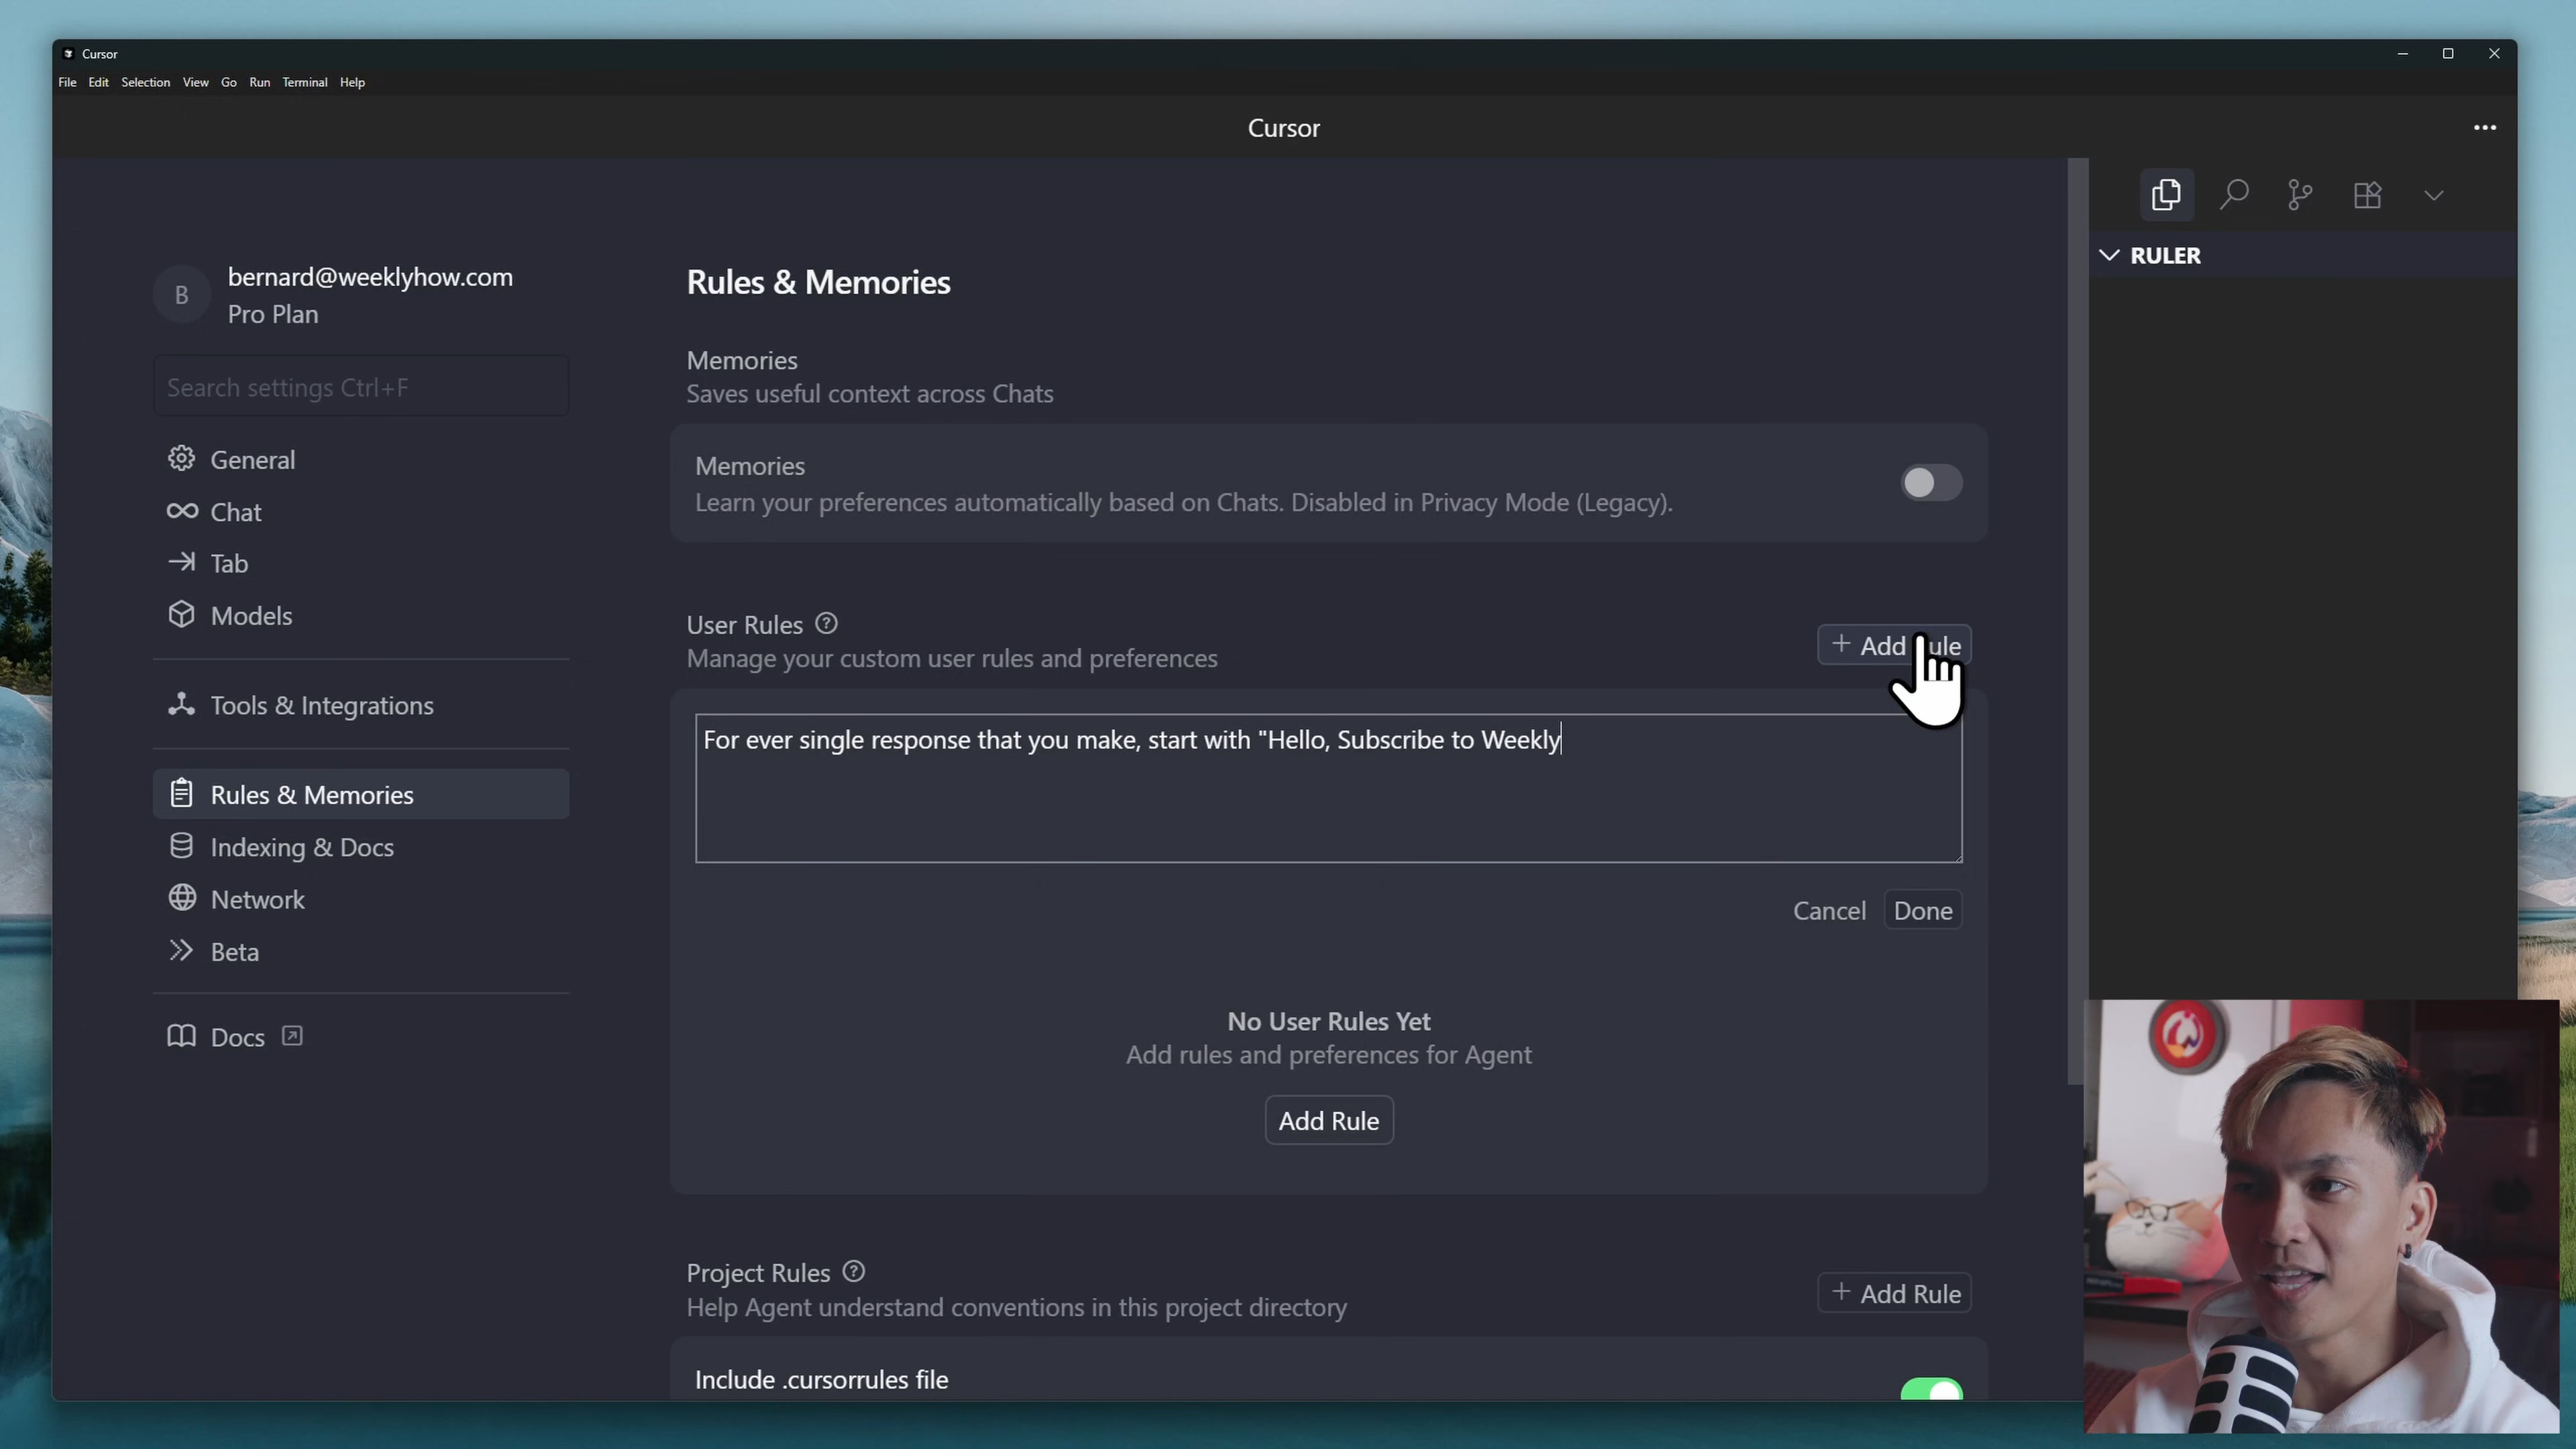 Cursor
File Edit Selection View Go Run Terminal Help
Cursor
RULER
B
bernard@weeklyhow.com
Pro Plan
Search settings Ctrl+F
General
Chat
Tab
Models
Tools & Integrations
Rules & Memories
Indexing & Docs
Network
Beta
Docs
Rules & Memories
Memories
Saves useful context across Chats
Memories
Learn your preferences automatically based on Chats. Disabled in Privacy Mode (Legacy).
User Rules
Manage your custom user rules and preferences
+ Add Rule
For ever single response that you make, start with "Hello, Subscribe to Weekly
Cancel Done
No User Rules Yet
Add rules and preferences for Agent
Add Rule
Project Rules
Help Agent understand conventions in this project directory
+ Add Rule
Include .cursorrules file